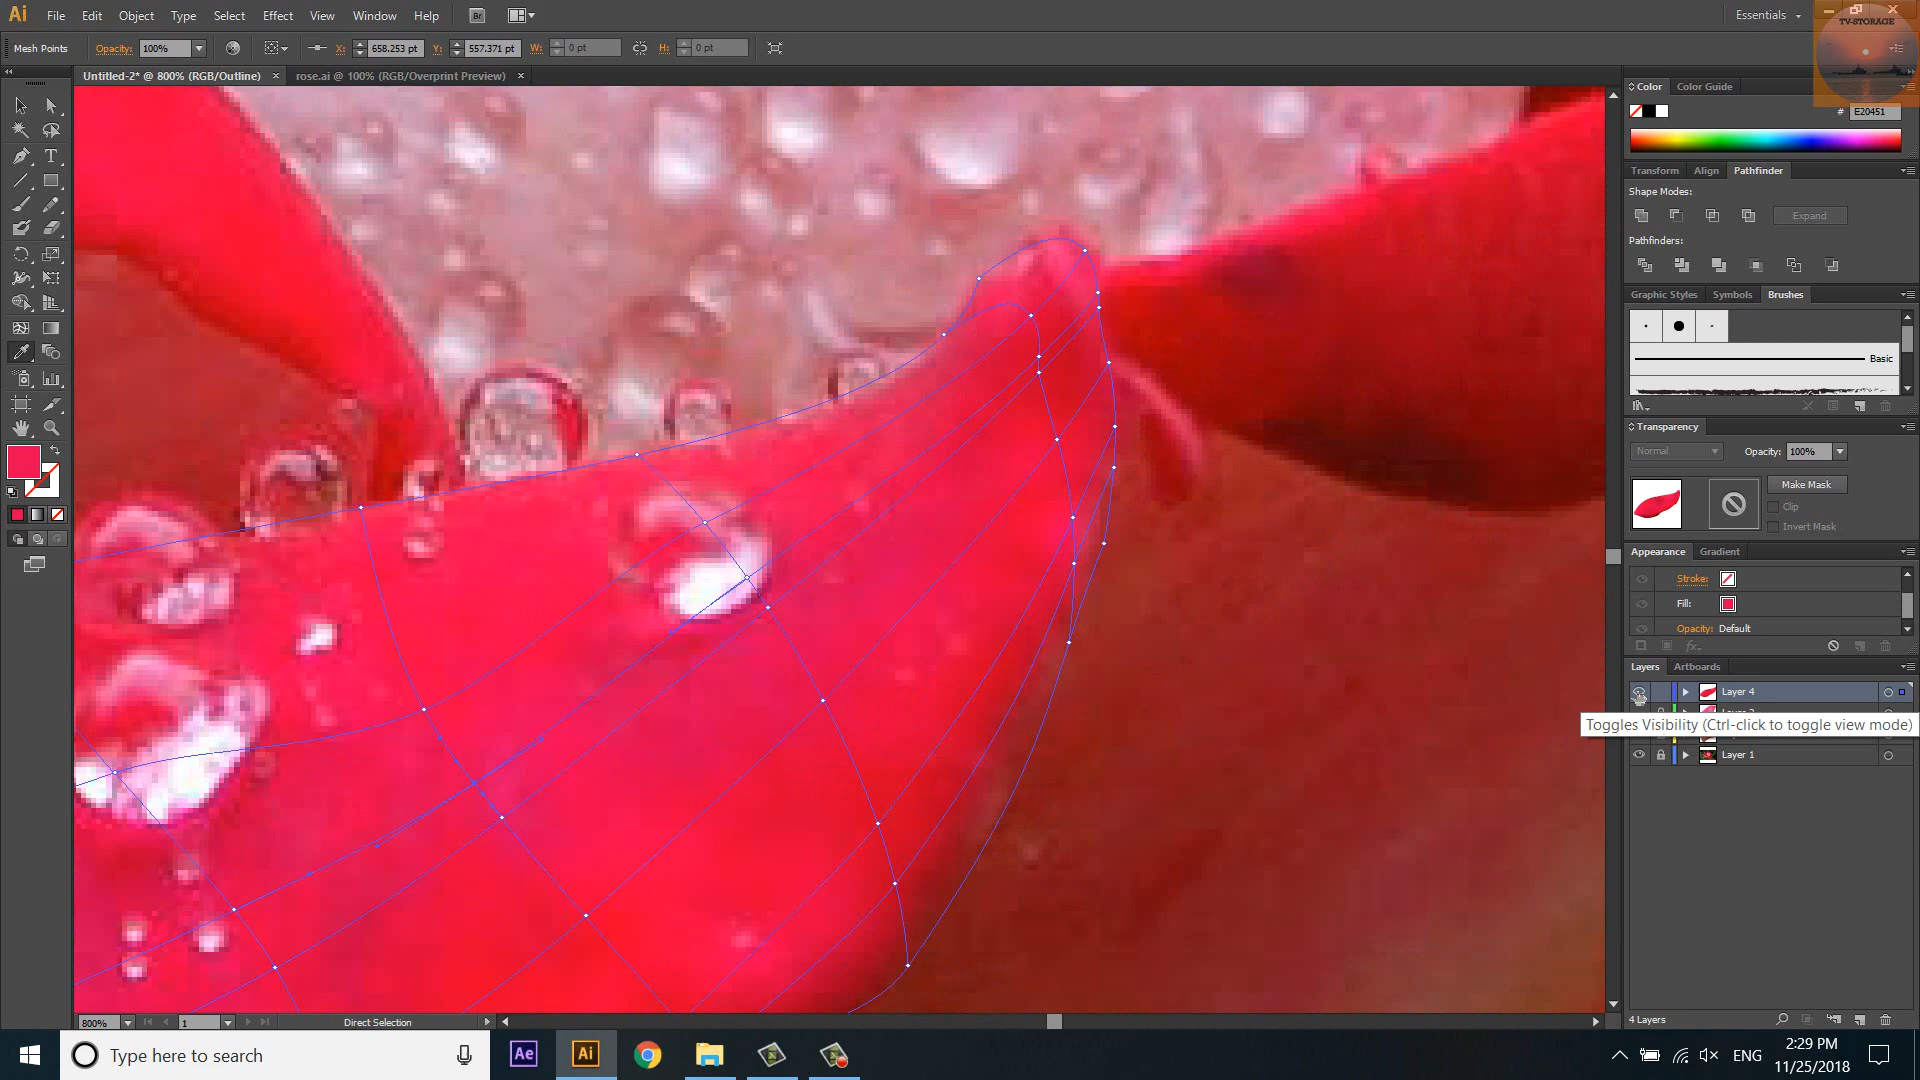 Ai File Edit Object Type Select Effect View Window Help Br Essentials
TV-STORAGE
Mesh Points Opacity: 100% X: 658.253 pt Y: 557.371 pt W: 0 pt H: 0 pt
Untitled-2* @ 800% (RGB/Outline) × rose.ai @ 100% (RGB/Overprint Preview) ×
Color Color Guide
# E20451
Transform Align Pathfinder
Shape Modes:
Expand
Pathfinders:
Graphic Styles Symbols Brushes
Basic
Transparency
Normal Opacity: 100%
Make Mask
Clip
Invert Mask
Appearance Gradient
Stroke:
Fill:
Opacity: Default
fx
Layers Artboards
Layer 4
Toggles Visibility (Ctrl-click to toggle view mode)
Layer 1
4 Layers
800% 1 Direct Selection
Type here to search
Ae Ai
ENG
2:29 PM
11/25/2018